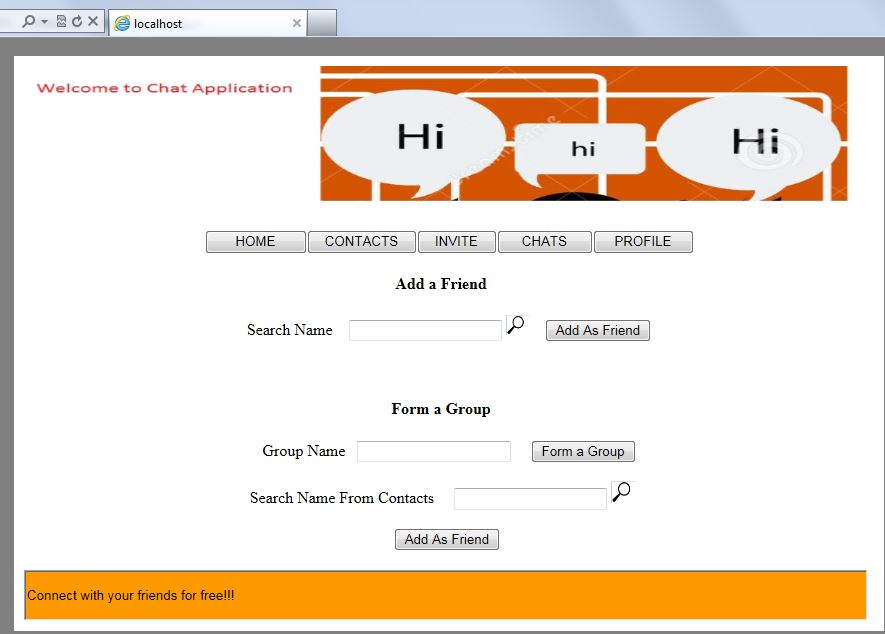 localhost
Welcome to Chat Application
Hi hi Hi
HOME CONTACTS INVITE CHATS PROFILE
Add a Friend
Search Name Add As Friend
Form a Group
Group Name Form a Group
Search Name From Contacts
Add As Friend
Connect with your friends for free!!!